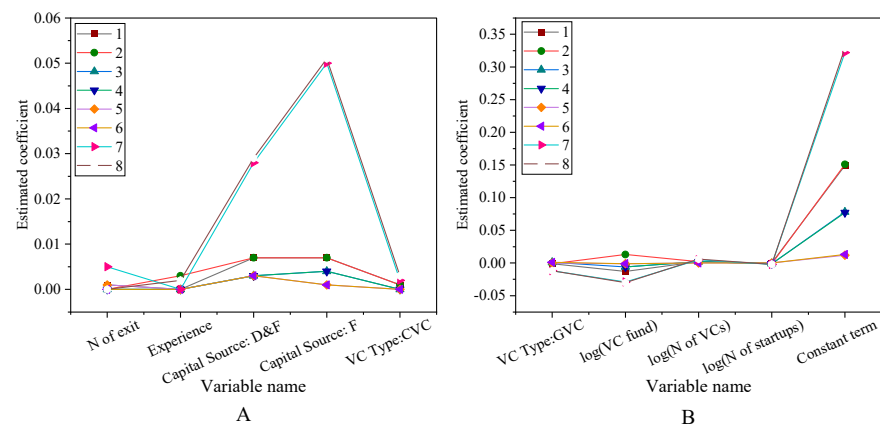 0.06
0.05
0.04
0.03
0.02
0.01
0.00
Estimated coefficient
1
2
3
4
5
6
7
8
N of exit
Experience
Capital Source: D&F
Capital Source: F
VC Type:CVC
Variable name
A
0.35
0.30
0.25
0.20
0.15
0.10
0.05
0.00
-0.05
Estimated coefficient
1
2
3
4
5
6
7
8
VC Type:GVC
log(VC fund)
log(N of VCs)
log(N of startups)
Constant term
Variable name
B